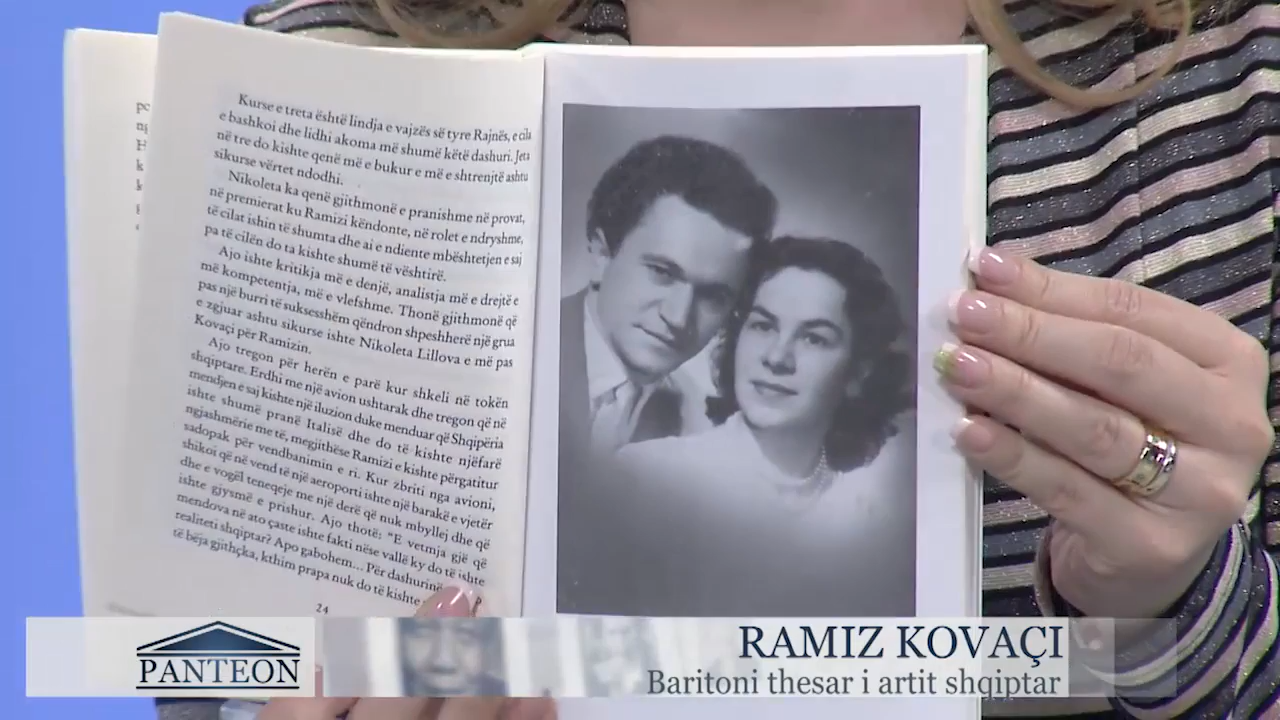 Kurse e treta është lindja e vajzës së tyre Rajnës, e cila
e bashkoi dhe lidhi akoma më shumë këtë dashuri. Jeta
në tre do kishte qenë më e bukur e më e shtrenjtë ashtu
sikurse vërtet ndodhi.
Nikoleta ka qenë gjithmonë e pranishme në provat,
në premierat ku Ramizi këndonte, në rolet e ndryshme,
të cilat ishin të shumta dhe ai e ndiente mbështetjen e saj
pa të cilën do ta kishte shumë të vështirë.
Ajo ishte kritikja më e denjë, analistja më e drejtë e
më kompetentja, më e vlefshme. Thonë gjithmonë që
pas një burri të suksesshëm qëndron shpeshherë një grua
e zgjuar ashtu sikurse ishte Nikoleta Lillova e më pas
Kovaçi për Ramizin.
Ajo tregon për herën e parë kur shkeli në tokën
shqiptare. Erdhi me një avion ushtarak dhe tregon që në
mendjen e saj kishte një iluzion duke menduar që Shqipëria
ishte shumë pranë Italisë dhe do të kishte njëfarë
ngjashmërie me të, megjithëse Ramizi e kishte përgatitur
sadopak për vendbanimin e ri. Kur zbriti nga avioni,
shikoi që në vend të një aeroporti ishte një barakë e vjetër
dhe e vogël teneqeje me një derë që nuk mbyllej dhe që
ishte gjysmë e prishur. Ajo thotë: "E vetmja gjë që
mendova në ato çaste ishte fakti nëse vallë ky do të ishte
realiteti shqiptar? Apo gabohem... Për dashurinë
të bëja gjithçka, kthim prapa nuk do të kishte
24
PANTEON
RAMIZ KOVAÇI
Baritoni thesar i artit shqiptar